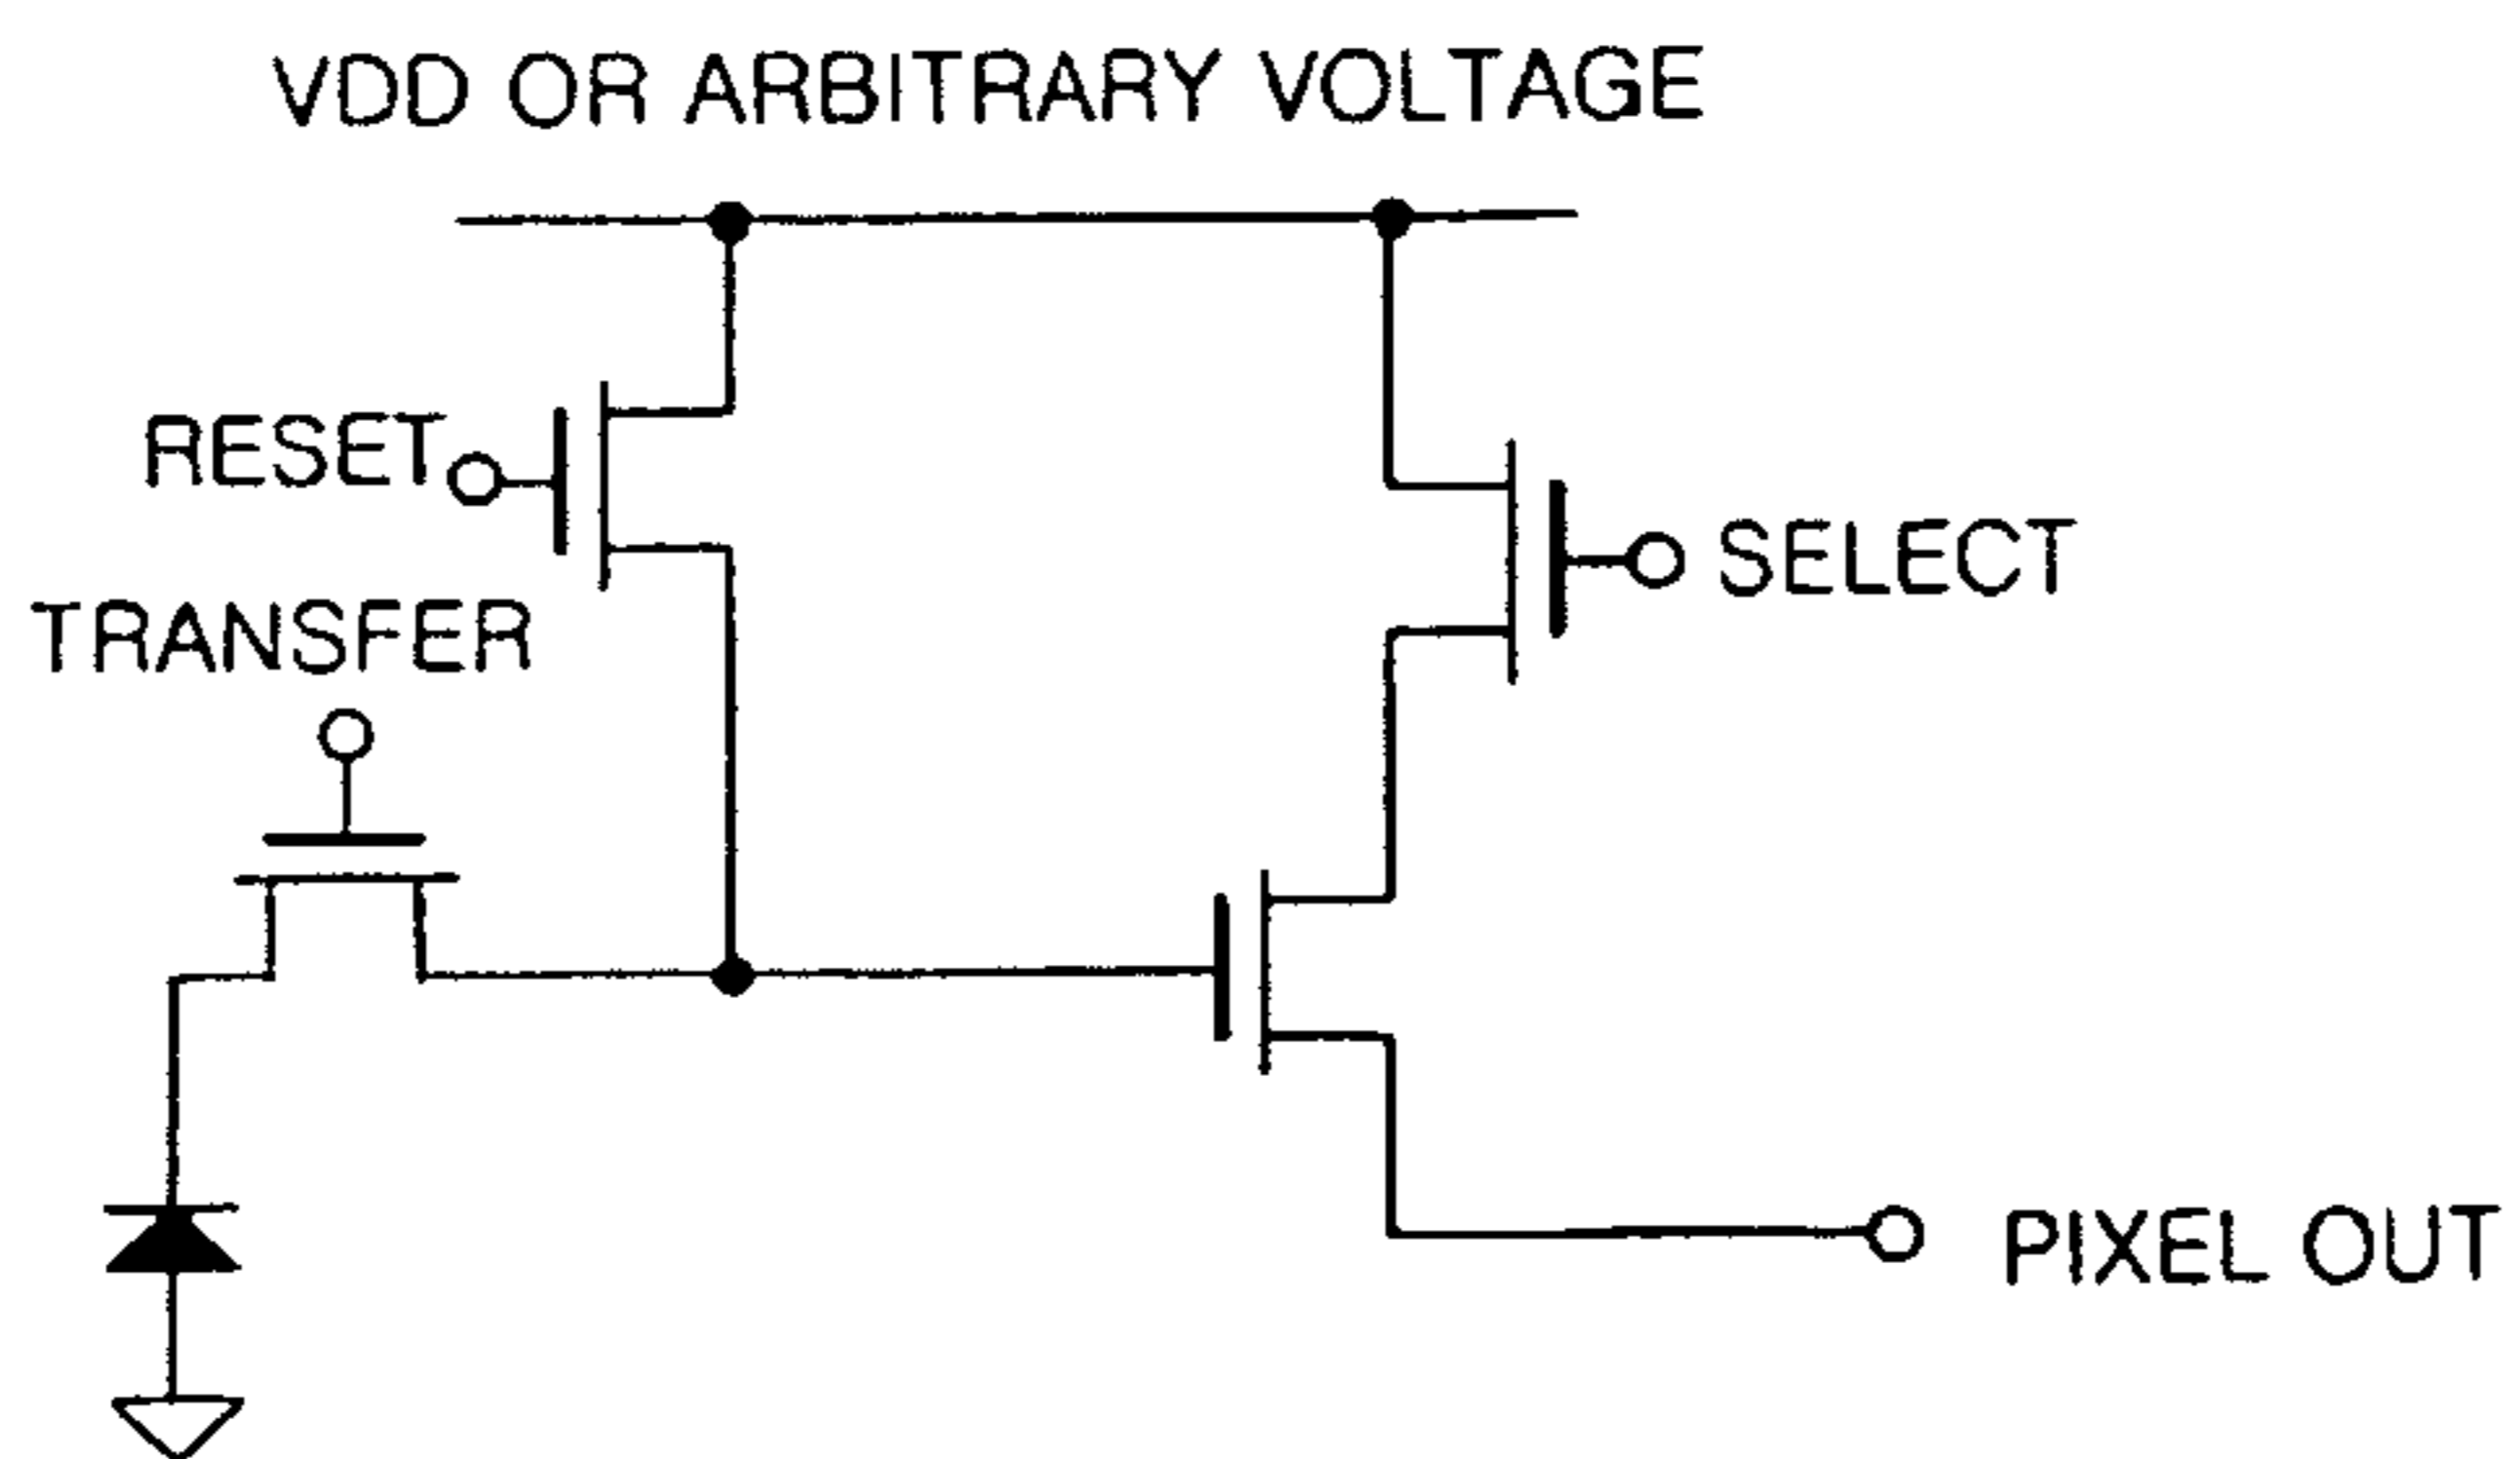 VDD OR ARBITRARY VOLTAGE
RESET
SELECT
TRANSFER
PIXEL OUT